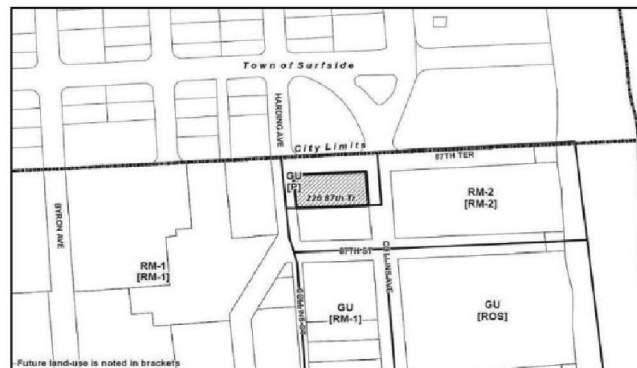 Town of Surfside
HARDING AVE
City Limits
87TH TER
GU
[P]
226 87th Tr
RM-2
[RM-2]
BYRON AVE
87TH ST
COLLINS AVE
RM-1
[RM-1]
GU
[RM-1]
GU
[ROS]
Future land-use is noted in brackets